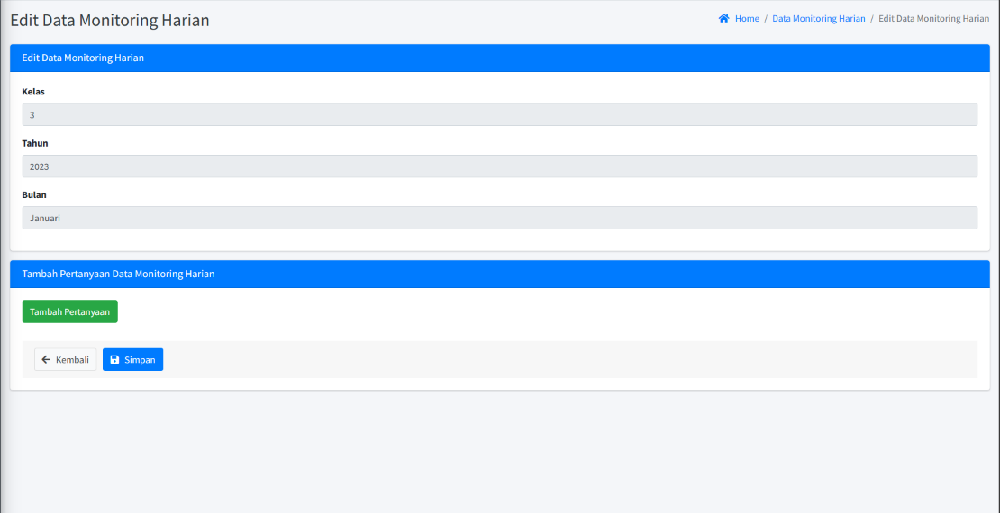 Edit Data Monitoring Harian
Home / Data Monitoring Harian / Edit Data Monitoring Harian
Edit Data Monitoring Harian
Kelas
3
Tahun
2023
Bulan
Januari
Tambah Pertanyaan Data Monitoring Harian
Tambah Pertanyaan
Kembali
Simpan